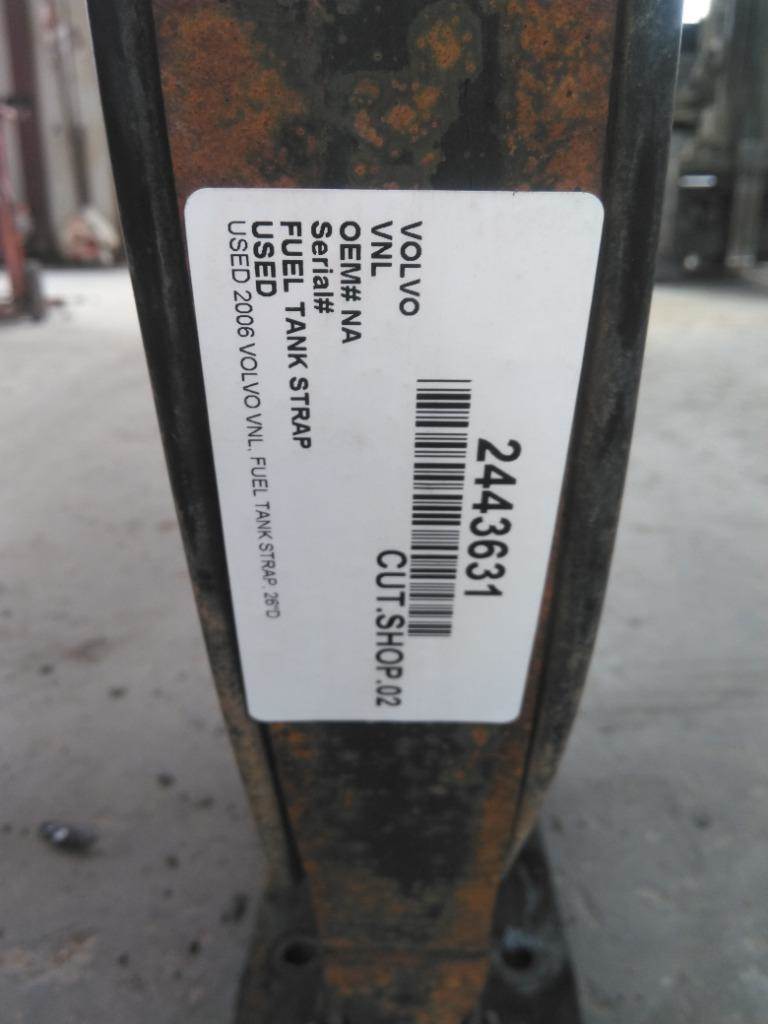 VOLVO
VNL
OEM# NA
Serial#
FUEL TANK STRAP
USED
USED 2006 VOLVO VNL, FUEL TANK STRAP, 26"D
2443631
CUT.SHOP.02